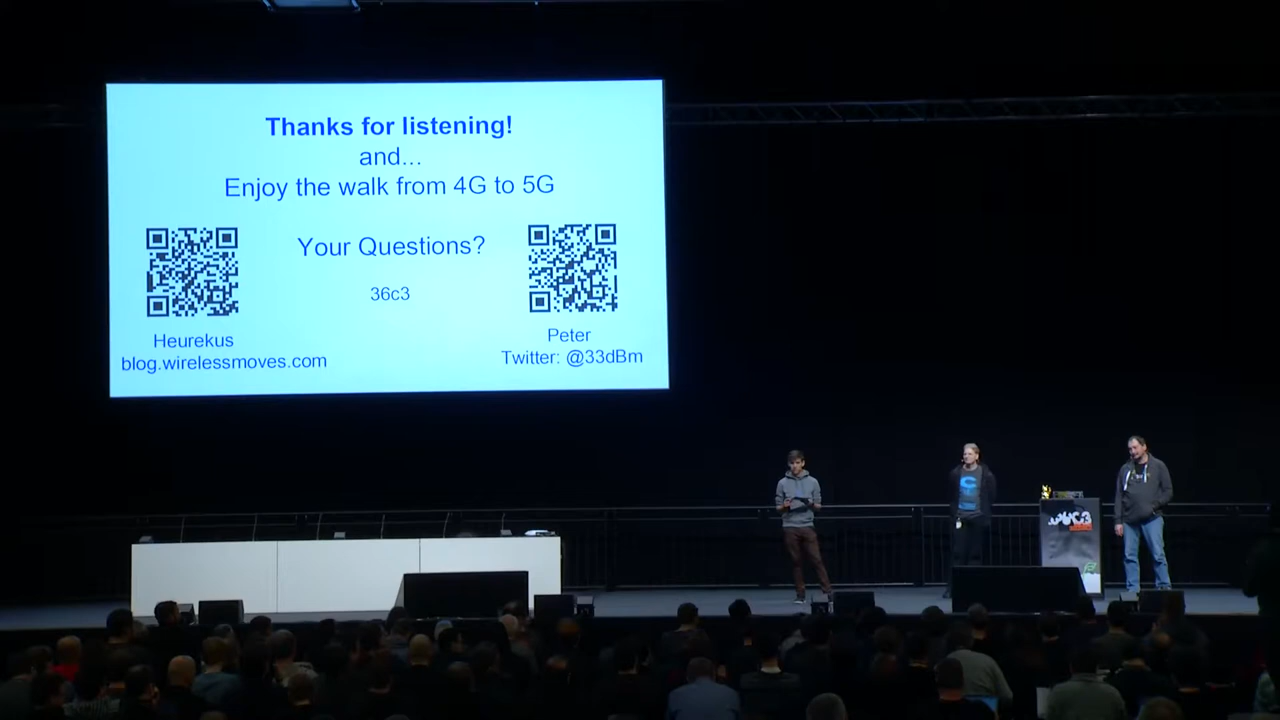 Thanks for listening!
and...
Enjoy the walk from 4G to 5G
Your Questions?
36c3
Heurekus
blog.wirelessmoves.com
Peter
Twitter: @33dBm